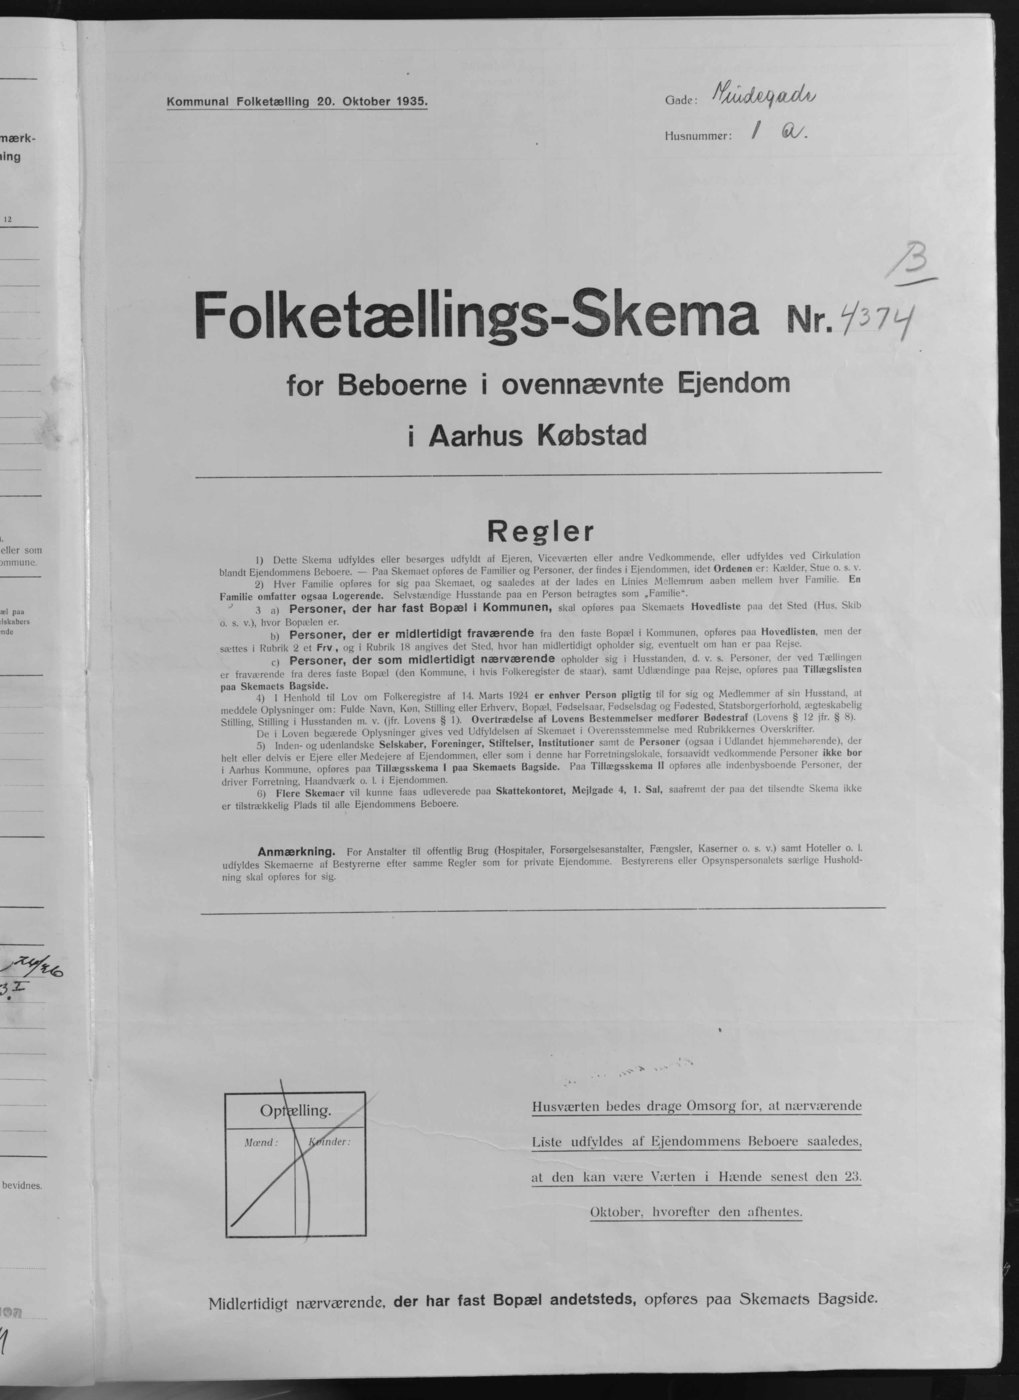 Kommunal Folketælling 20. Oktober 1935.
Gade: Mindegade
Husnummer: 1 a.
B
Folketællings-Skema Nr. 4374
for Beboerne i ovennævnte Ejendom
i Aarhus Købstad
Regler
1) Dette Skema udfyldes eller besørges udfyldt af Ejeren, Viceværten eller andre Vedkommende, eller udfyldes ved Cirkulation
blandt Ejendommens Beboere. — Paa Skemaet opføres de Familier og Personer, der findes i Ejendommen, idet Ordenen er: Kælder, Stue o. s. v.
2) Hver Familie opføres for sig paa Skemaet, og saaledes at der lades en Linies Mellemrum aaben mellem hver Familie. En
Familie omfatter ogsaa Logerende. Selvstændige Husstande paa en Person betragtes som „Familie“.
3 a) Personer, der har fast Bopæl i Kommunen, skal opføres paa Skemaets Hovedliste paa det Sted (Hus, Skib
o. s. v.), hvor Bopælen er.
b) Personer, der er midlertidigt fraværende fra den faste Bopæl i Kommunen, opføres paa Hovedlisten, men der
sættes i Rubrik 2 et Frv., og i Rubrik 18 angives det Sted, hvor han midlertidigt opholder sig, eventuelt om han er paa Rejse.
c) Personer, der som midlertidigt nærværende opholder sig i Husstanden, d. v. s. Personer, der ved Tællingen
er fraværende fra deres faste Bopæl (den Kommune, i hvis Folkeregister de staar), samt Udlændinge paa Rejse, opføres paa Tillægslisten
paa Skemaets Bagside.
4) I Henhold til Lov om Folkeregistre af 14. Marts 1924 er enhver Person pligtig til for sig og Medlemmer af sin Husstand, at
meddele Oplysninger om: Fulde Navn, Køn, Stilling eller Erhverv, Bopæl, Fødselsaar, Fødselsdag og Fødested, Statsborgerforhold, ægteskabelig
Stilling, Stilling i Husstanden m. v. (jfr. Lovens § 1). Overtrædelse af Lovens Bestemmelser medfører Bødestraf (Lovens § 12 jfr. § 8).
De i Loven begærede Oplysninger gives ved Udfyldelsen af Skemaet i Overensstemmelse med Rubrikkernes Overskrifter.
5) Inden- og udenlandske Selskaber, Foreninger, Stiftelser, Institutioner samt de Personer (ogsaa i Udlandet hjemmehørende), der
helt eller delvis er Ejere eller Medejere af Ejendommen, eller som i denne har Forretningslokale, forsaavidt vedkommende Personer ikke bor
i Aarhus Kommune, opføres paa Tillægsskema I paa Skemaets Bagside. Paa Tillægsskema II opføres alle indenbysboende Personer, der
driver Forretning, Haandværk o. l. i Ejendommen.
6) Flere Skemaer vil kunne faas udleverede paa Skattekontoret, Mejlgade 4, 1. Sal, saafremt der paa det tilsendte Skema ikke
er tilstrækkelig Plads til alle Ejendommens Beboere.
Anmærkning. For Anstalter til offentlig Brug (Hospitaler, Forsørgelsesanstalter, Fængsler, Kaserner o. s. v.) samt Hoteller o. l.
udfyldes Skemaerne af Bestyrerne efter samme Regler som for private Ejendomme. Bestyrerens eller Opsynspersonalets særlige Hushold-
ning skal opføres for sig.
Optælling.
Mænd: Kvinder:
Husværten bedes drage Omsorg for, at nærværende
Liste udfyldes af Ejendommens Beboere saaledes,
at den kan være Værten i Hænde senest den 23.
Oktober, hvorefter den afhentes.
Midlertidigt nærværende, der har fast Bopæl andetsteds, opføres paa Skemaets Bagside.
mærk-
ning
12
eller som
ommune.
æl paa
elskabers
bevidnes.